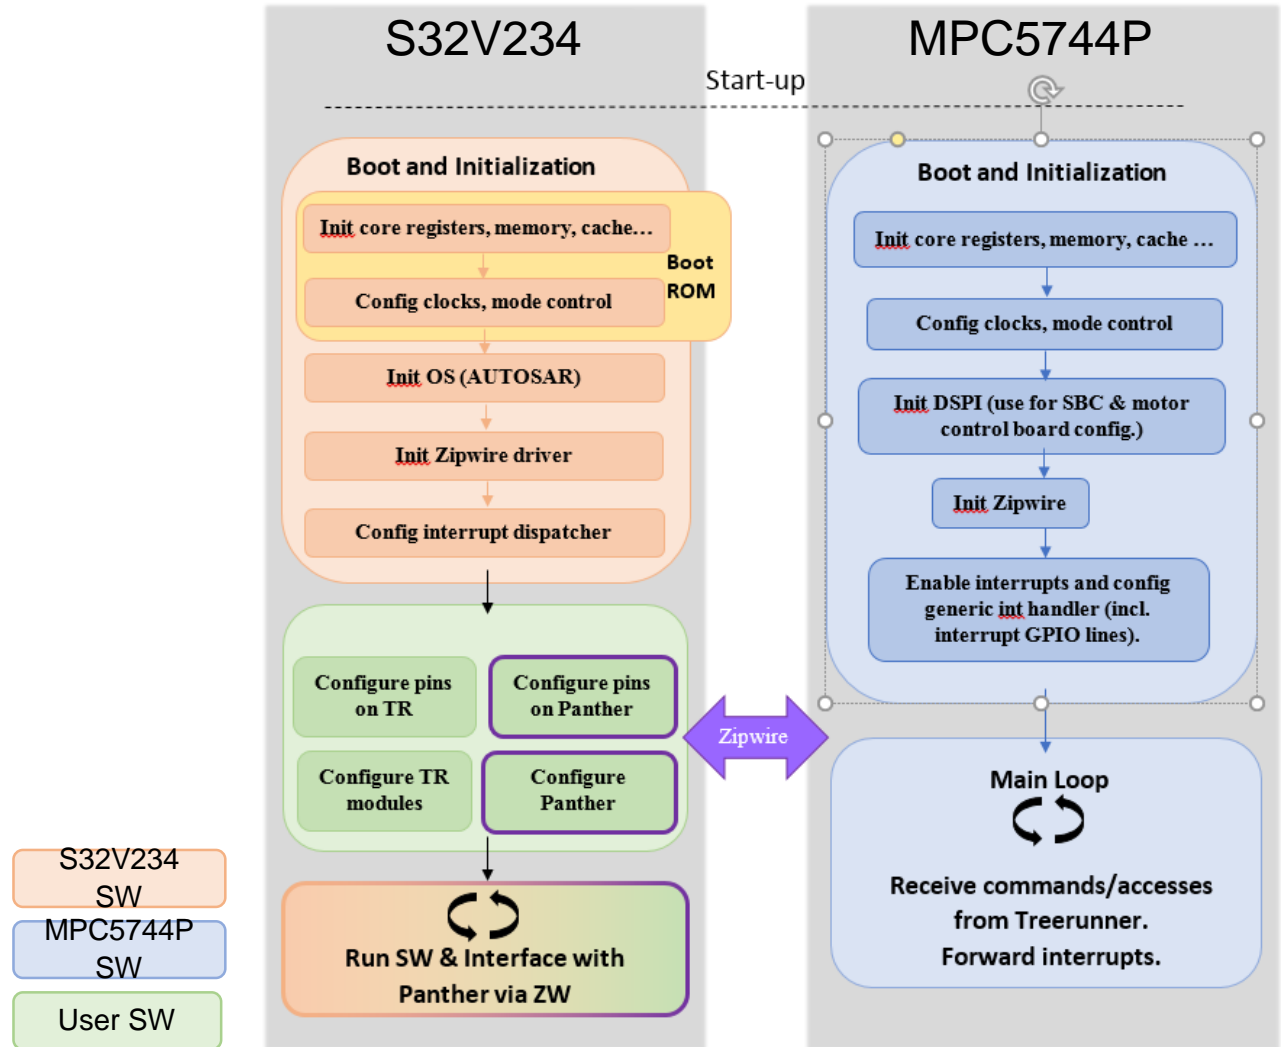 S32V234
MPC5744P
Start-up
Boot and Initialization
Init core registers, memory, cache…
Config clocks, mode control
Boot
ROM
Init OS (AUTOSAR)
Init Zipwire driver
Config interrupt dispatcher
Configure pins
on TR
Configure pins
on Panther
Configure TR
modules
Configure
Panther
Run SW & Interface with
Panther via ZW
Zipwire
Boot and Initialization
Init core registers, memory, cache …
Config clocks, mode control
Init DSPI (use for SBC & motor
control board config.)
Init Zipwire
Enable interrupts and config
generic int handler (incl.
interrupt GPIO lines).
Main Loop
Receive commands/accesses
from Treerunner.
Forward interrupts.
S32V234
SW
MPC5744P
SW
User SW